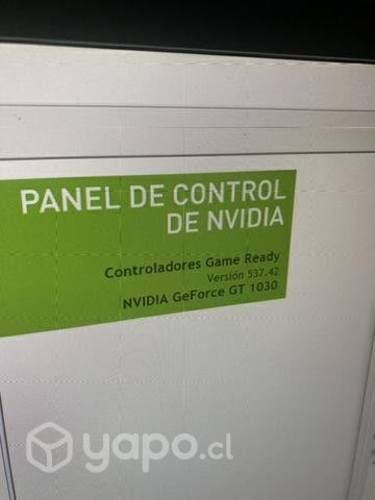 PANEL DE CONTROL
DE NVIDIA
Controladores Game Ready
Versión 537.42
NVIDIA GeForce GT 1030
yapo.cl